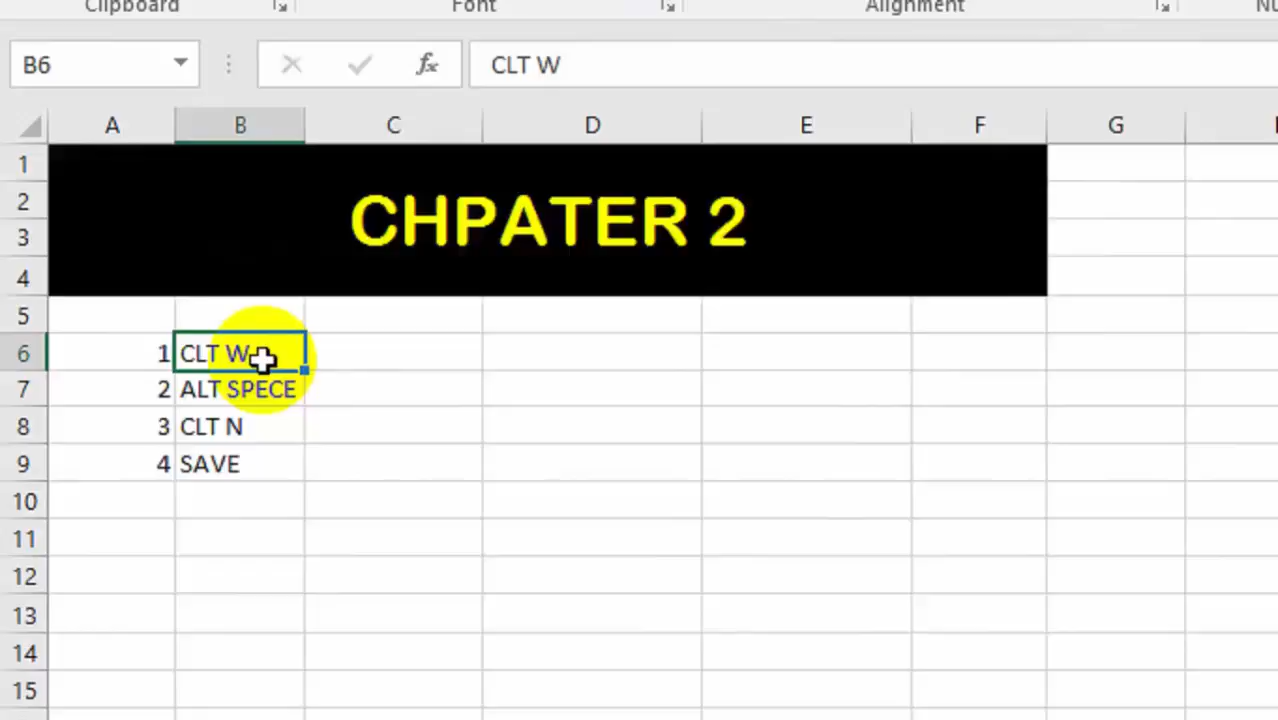 Clipboard Font Alignment
B6 fx CLT W
A B C D E F G
1
2 CHPATER 2
3
4
5
6 1 CLT W
7 2 ALT SPECE
8 3 CLT N
9 4 SAVE
10
11
12
13
14
15